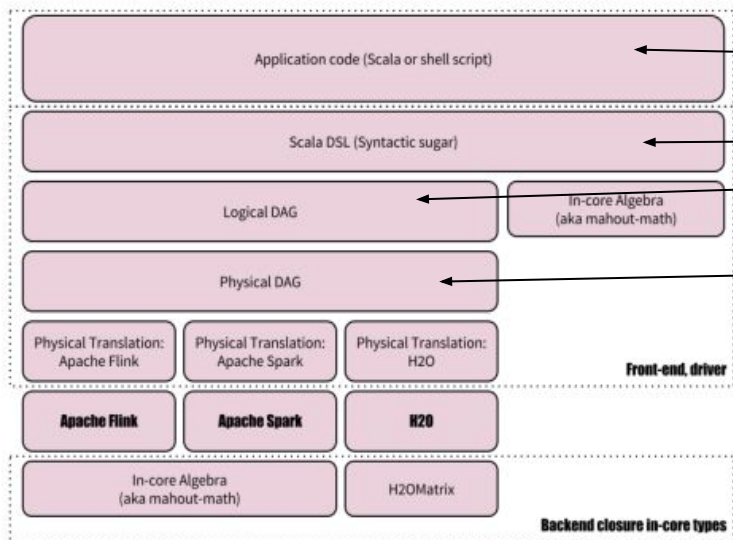 Application code (Scala or shell script)
Scala DSL (Syntactic sugar)
Logical DAG
In-core Algebra
(aka mahout-math)
Physical DAG
Physical Translation:
Apache Flink
Physical Translation:
Apache Spark
Physical Translation:
H2O
Front-end, driver
Apache Flink
Apache Spark
H2O
In-core Algebra
(aka mahout-math)
H2OMatrix
Backend closure in-core types